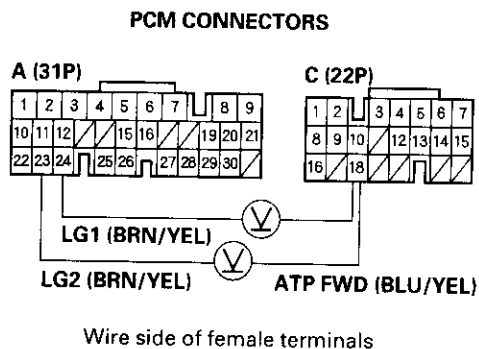 PCM CONNECTORS
A (31P)
C (22P)
1 2 3 4 5 6 7 8 9
10 11 12 15 16 19 20 21
22 23 24 25 26 27 28 29 30
1 2 3 4 5 6 7
8 9 10 12 13 14 15
16 18
LG1 (BRN/YEL)
V
LG2 (BRN/YEL)
V
ATP FWD (BLU/YEL)
Wire side of female terminals